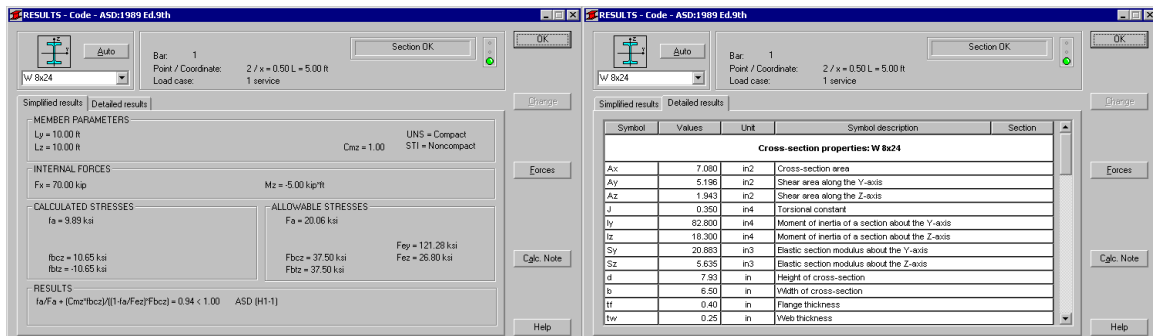 RESULTS - Code - ASD:1989 Ed.9th
Auto
W 8x24
Bar: 1
Point / Coordinate: 2 / x = 0.50 L = 5.00 ft
Load case: 1 service
Section OK
OK
Change
Forces
Calc. Note
Help
Simplified results
Detailed results
MEMBER PARAMETERS
Ly = 10.00 ft
Lz = 10.00 ft
Cmz = 1.00
UNS = Compact
STI = Noncompact
INTERNAL FORCES
Fx = 70.00 kip
Mz = -5.00 kip*ft
CALCULATED STRESSES
fa = 9.89 ksi
fbcz = 10.65 ksi
fbtz = -10.65 ksi
ALLOWABLE STRESSES
Fa = 20.06 ksi
Fbcz = 37.50 ksi
Fbtz = 37.50 ksi
Fey = 121.28 ksi
Fez = 26.80 ksi
RESULTS
fa/Fa + (Cmz*fbcz)/((1-fa/Fez)*Fbcz) = 0.94 < 1.00 ASD (H1-1)
RESULTS - Code - ASD:1989 Ed.9th
Auto
W 8x24
Bar: 1
Point / Coordinate: 2 / x = 0.50 L = 5.00 ft
Load case: 1 service
Section OK
OK
Change
Forces
Calc. Note
Help
Simplified results
Detailed results
Symbol Values Unit Symbol description Section
Cross-section properties: W 8x24
Ax 7.080 in2 Cross-section area
Ay 5.196 in2 Shear area along the Y-axis
Az 1.943 in2 Shear area along the Z-axis
J 0.350 in4 Torsional constant
Iy 82.800 in4 Moment of inertia of a section about the Y-axis
Iz 18.300 in4 Moment of inertia of a section about the Z-axis
Sy 20.883 in3 Elastic section modulus about the Y-axis
Sz 5.635 in3 Elastic section modulus about the Z-axis
d 7.93 in Height of cross-section
b 6.50 in Width of cross-section
tf 0.40 in Flange thickness
tw 0.25 in Web thickness